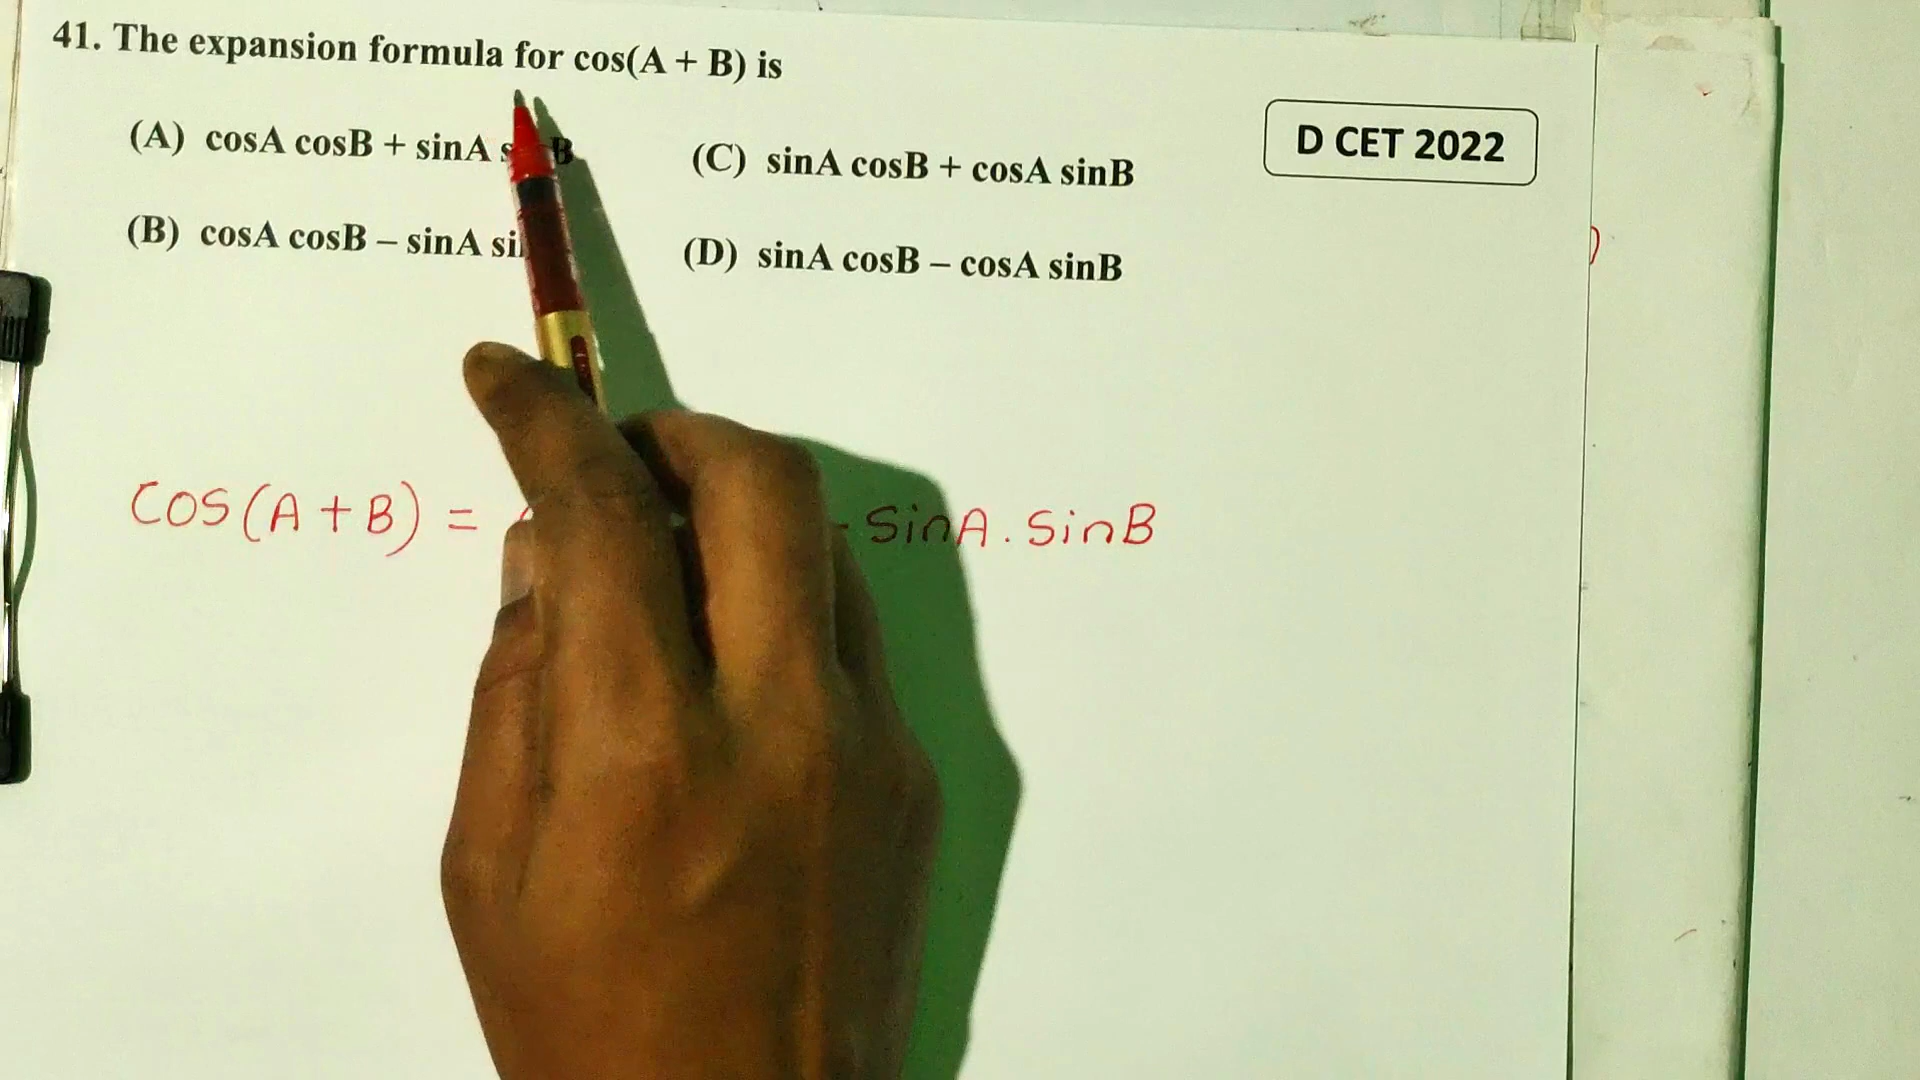 41. The expansion formula for cos(A + B) is
(A) cosA cosB + sinA
(C) sinA cosB + cosA sinB
D CET 2022
(B) cosA cosB – sinA
(D) sinA cosB – cosA sinB
COS(A+B) = - SinA . SinB